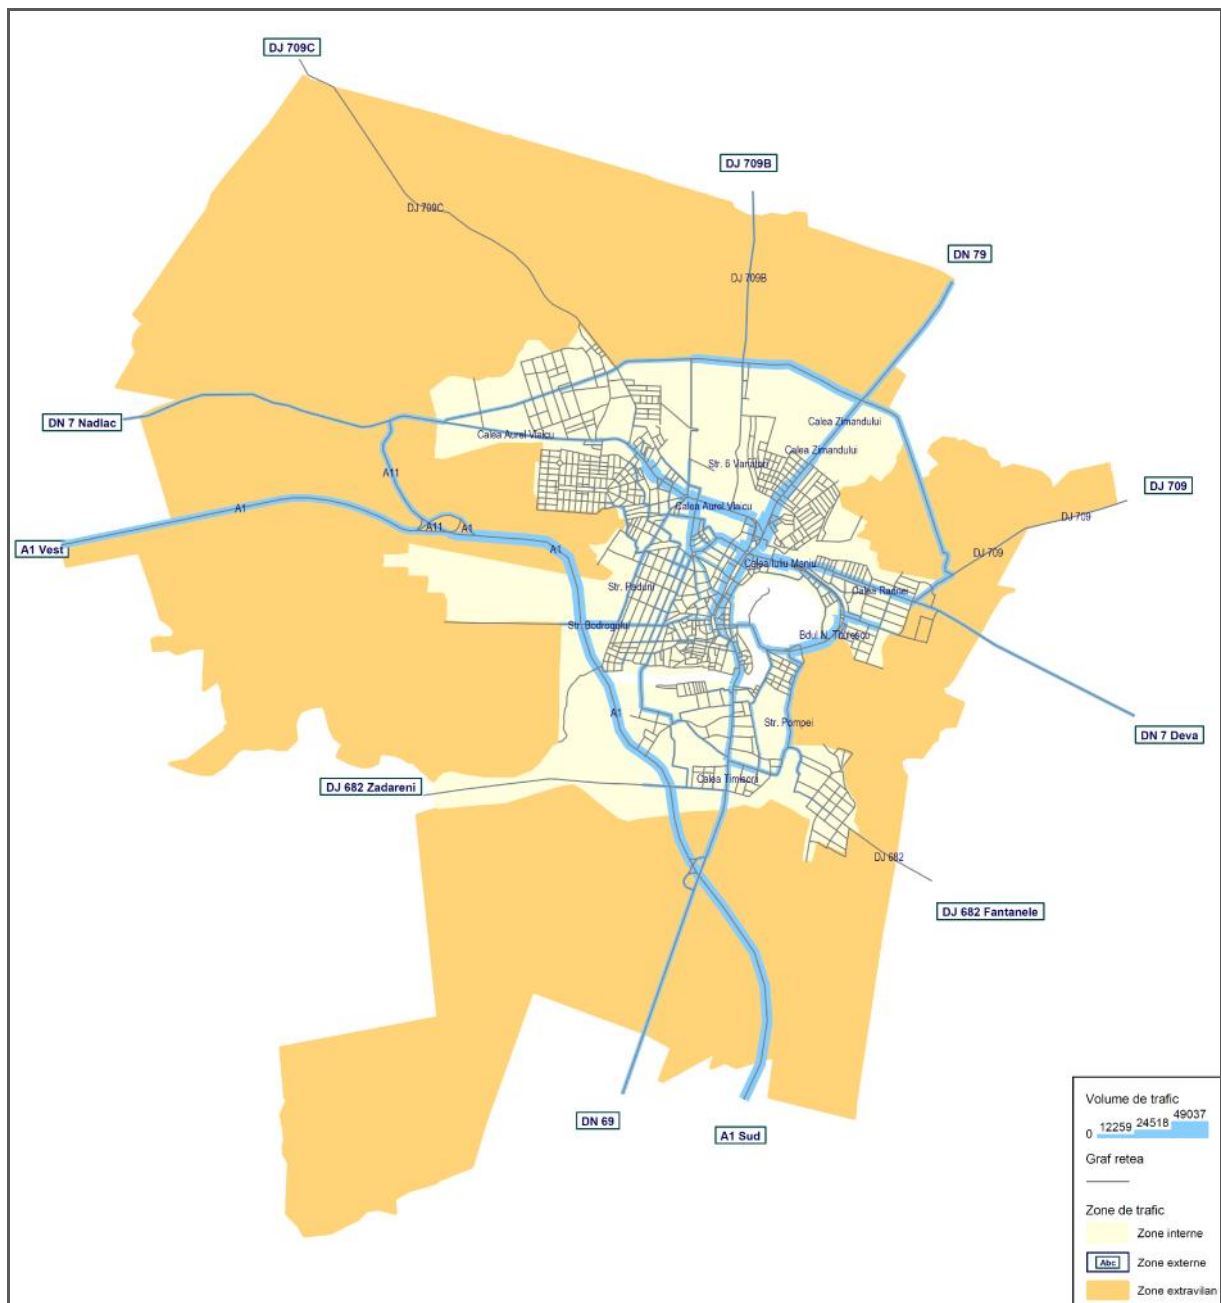 DJ 709C
DJ 709B
DJ 709C
DN 79
DJ 709B
DN 7 Nadlac
Calea Zimandului
Calea Aurel Vlaicu
Calea Zimandului
Str. 6 Vanatori
A11
DJ 709
A1
Calea Aurel Vlaicu
DJ 709
A11
A1
A1 Vest
A1
DJ 709
Calea Iuliu Maniu
Str. Padurii
Calea Radnei
Str. Bodrogului
Bdul N. Titulescu
A1
Str. Pompei
DN 7 Deva
Calea Timisorii
DJ 682 Zadareni
DJ 682
DJ 682 Fantanele
DN 69
A1 Sud
Volume de trafic
0 12259 24518 49037
Graf retea
Zone de trafic
Zone interne
Abc Zone externe
Zone extravilan